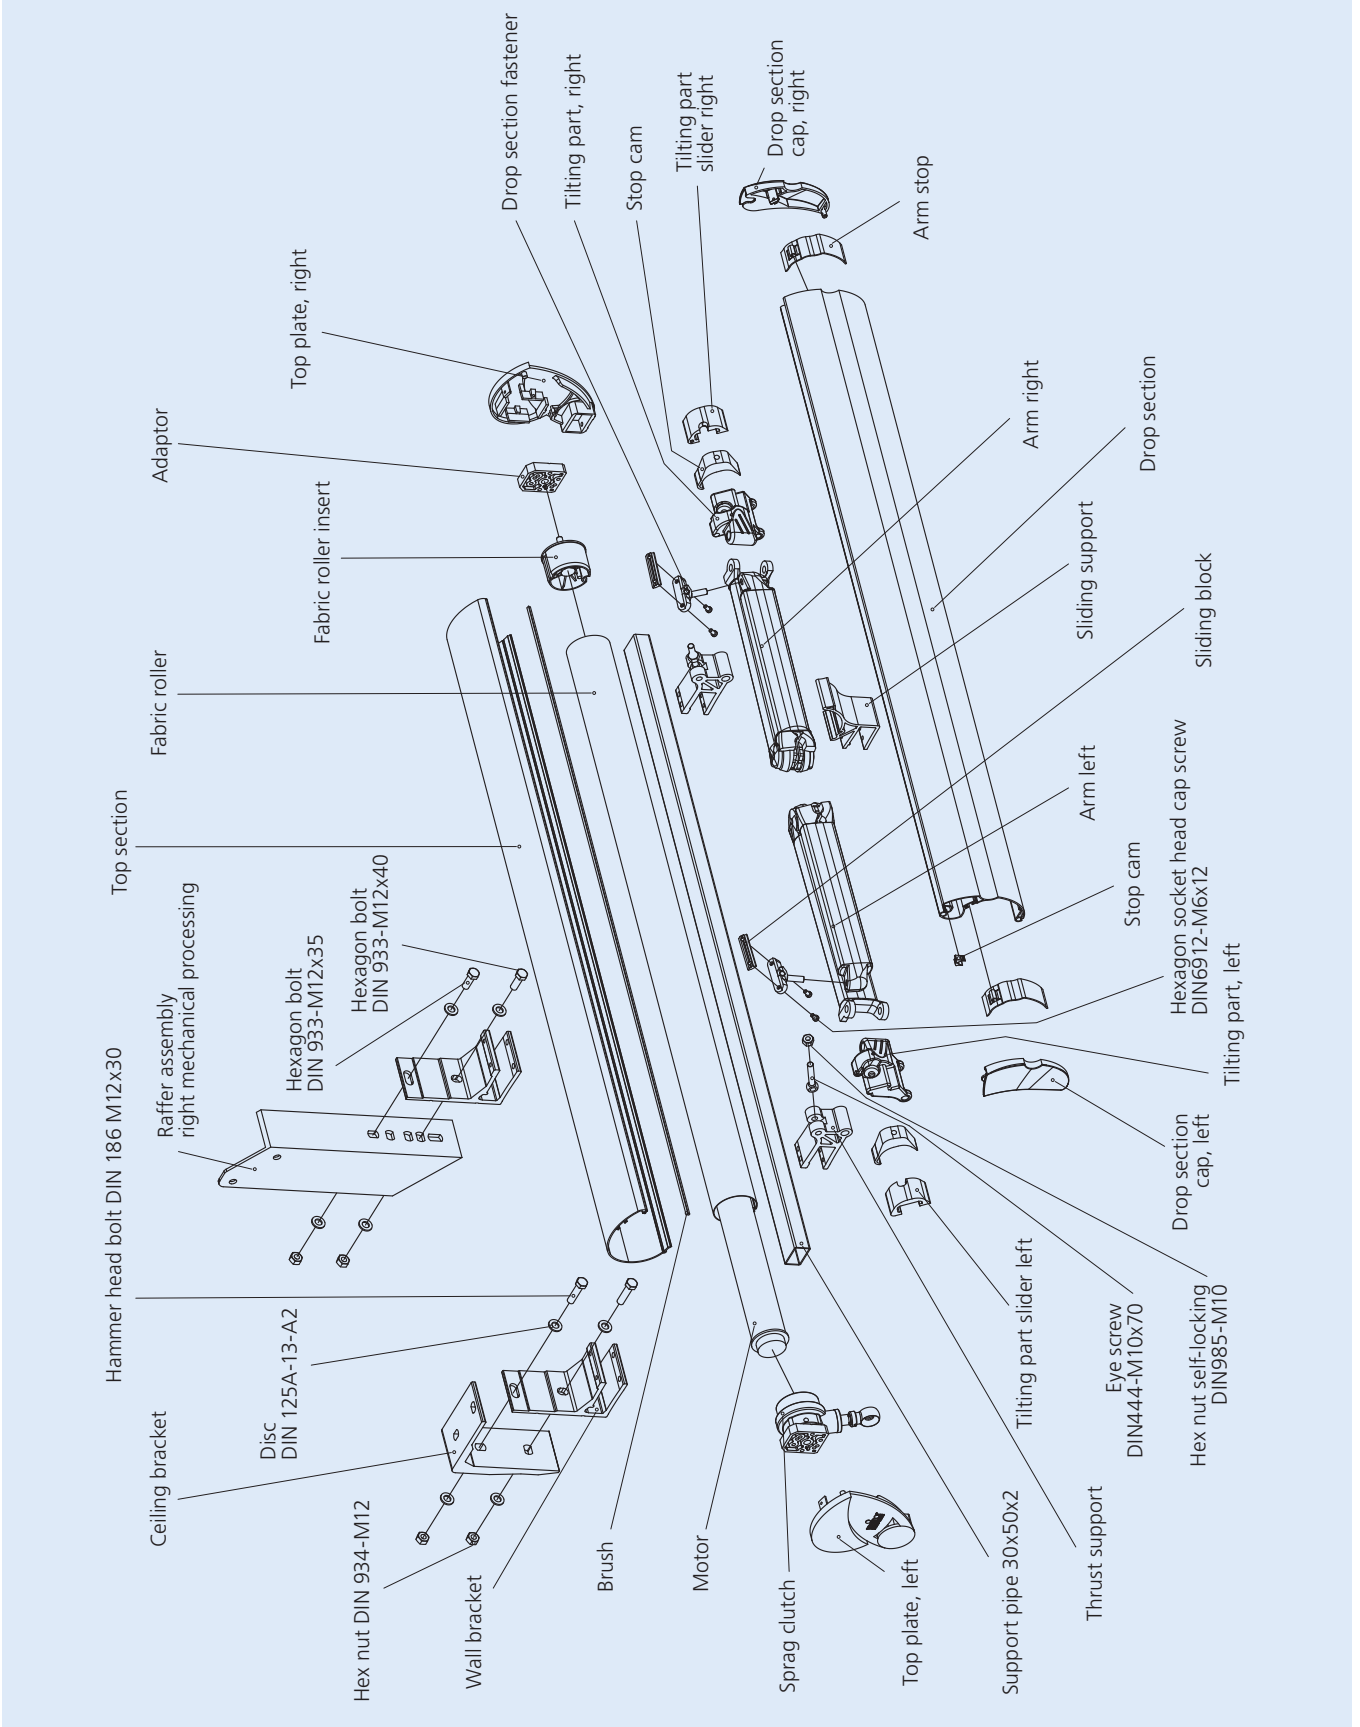 Ceiling bracket
Hammer head bolt DIN 186 M12x30
Raffer assembly
right mechanical processing
Top section
Fabric roller
Adaptor
Disc
DIN 125A-13-A2
Hexagon bolt
DIN 933-M12x35
Hexagon bolt
DIN 933-M12x40
Fabric roller insert
Top plate, right
Hex nut DIN 934-M12
Wall bracket
Brush
Motor
Sprag clutch
Top plate, left
Support pipe 30x50x2
Thrust support
Drop section fastener
Tilting part, right
Stop cam
Tilting part
slider right
Drop section
cap, right
Arm stop
Arm right
Drop section
Sliding support
Sliding block
Arm left
Stop cam
Hexagon socket head cap screw
DIN6912-M6x12
Tilting part, left
Drop section
cap, left
Tilting part slider left
Eye screw
DIN444-M10x70
Hex nut self-locking
DIN985-M10